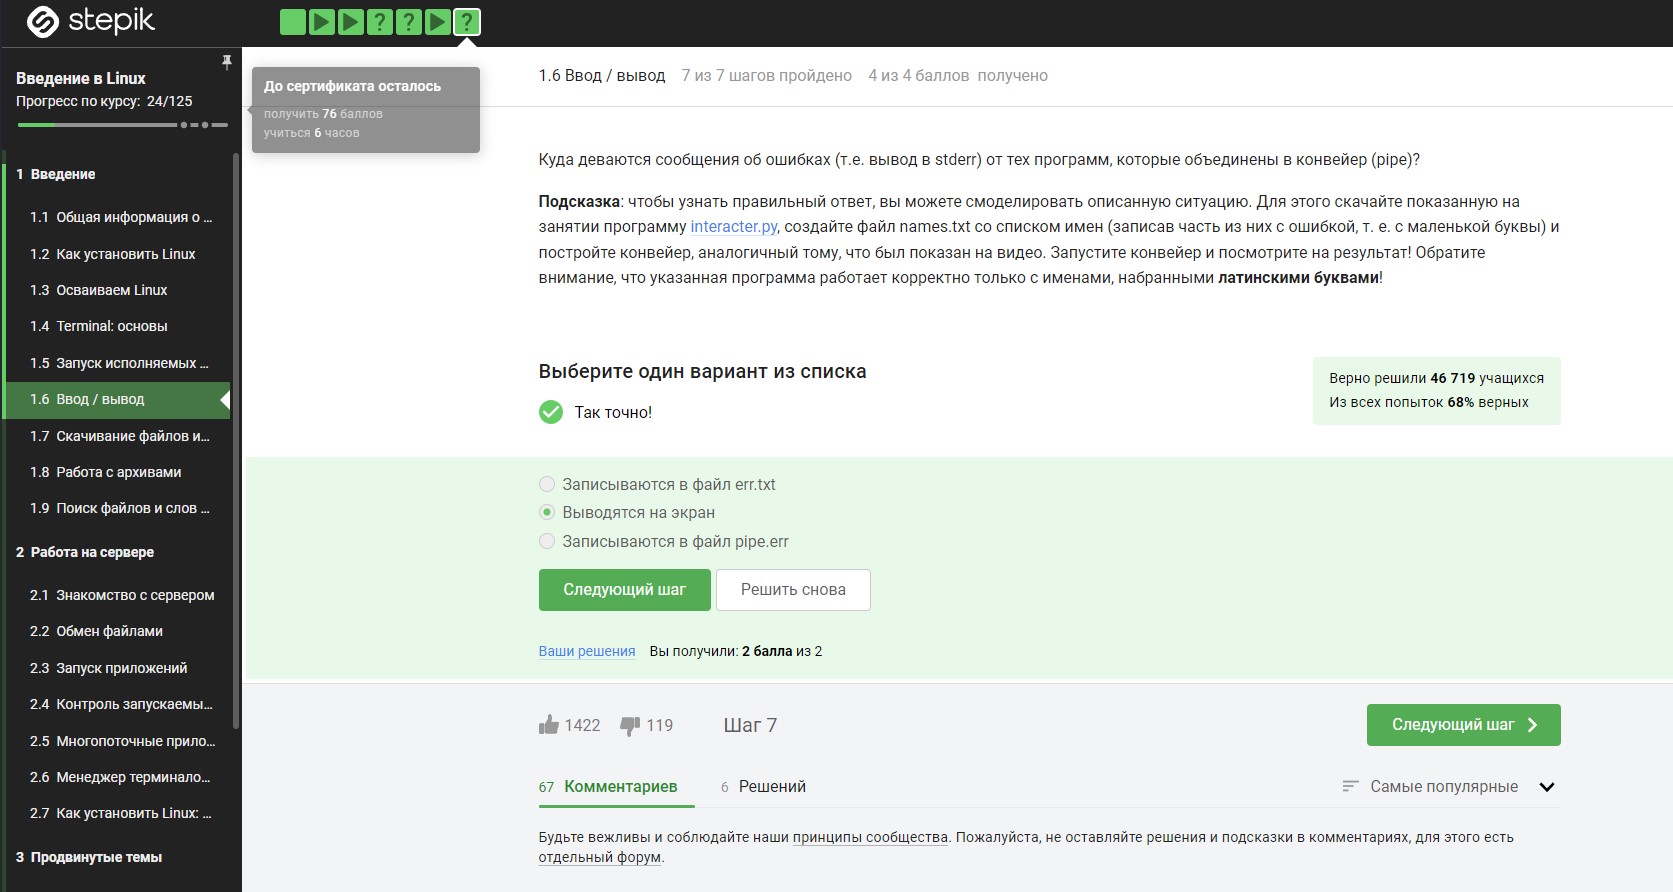 stepik
? ? ?
Введение в Linux
Прогресс по курсу: 24/125
До сертификата осталось
получить 76 баллов
учиться 6 часов
1 Введение
1.1 Общая информация о ...
1.2 Как установить Linux
1.3 Осваиваем Linux
1.4 Terminal: основы
1.5 Запуск исполняемых ...
1.6 Ввод / вывод
1.7 Скачивание файлов и...
1.8 Работа с архивами
1.9 Поиск файлов и слов ...
2 Работа на сервере
2.1 Знакомство с сервером
2.2 Обмен файлами
2.3 Запуск приложений
2.4 Контроль запускаемы...
2.5 Многопоточные прило...
2.6 Менеджер терминало...
2.7 Как установить Linux: ...
3 Продвинутые темы
1.6 Ввод / вывод 7 из 7 шагов пройдено 4 из 4 баллов получено
Куда деваются сообщения об ошибках (т.е. вывод в stderr) от тех программ, которые объединены в конвейер (pipe)?
Подсказка: чтобы узнать правильный ответ, вы можете смоделировать описанную ситуацию. Для этого скачайте показанную на
занятии программу interacter.py, создайте файл names.txt со списком имен (записав часть из них с ошибкой, т. е. с маленькой буквы) и
постройте конвейер, аналогичный тому, что был показан на видео. Запустите конвейер и посмотрите на результат! Обратите
внимание, что указанная программа работает корректно только с именами, набранными латинскими буквами!
Выберите один вариант из списка
Так точно!
Верно решили 46 719 учащихся
Из всех попыток 68% верных
Записываются в файл err.txt
Выводятся на экран
Записываются в файл pipe.err
Следующий шаг Решить снова
Ваши решения Вы получили: 2 балла из 2
1422 119 Шаг 7 Следующий шаг
67 Комментариев 6 Решений Самые популярные
Будьте вежливы и соблюдайте наши принципы сообщества. Пожалуйста, не оставляйте решения и подсказки в комментариях, для этого есть
отдельный форум.